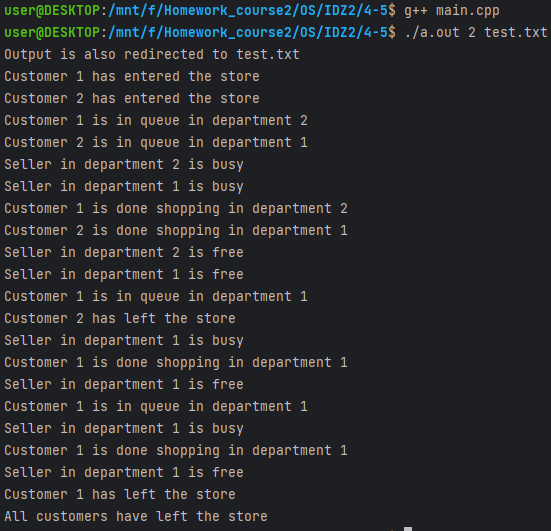 user@DESKTOP:/mnt/f/Homework_course2/OS/IDZ2/4-5$ g++ main.cpp
user@DESKTOP:/mnt/f/Homework_course2/OS/IDZ2/4-5$ ./a.out 2 test.txt
Output is also redirected to test.txt
Customer 1 has entered the store
Customer 2 has entered the store
Customer 1 is in queue in department 2
Customer 2 is in queue in department 1
Seller in department 2 is busy
Seller in department 1 is busy
Customer 1 is done shopping in department 2
Customer 2 is done shopping in department 1
Seller in department 2 is free
Seller in department 1 is free
Customer 1 is in queue in department 1
Customer 2 has left the store
Seller in department 1 is busy
Customer 1 is done shopping in department 1
Seller in department 1 is free
Customer 1 is in queue in department 1
Seller in department 1 is busy
Customer 1 is done shopping in department 1
Seller in department 1 is free
Customer 1 has left the store
All customers have left the store